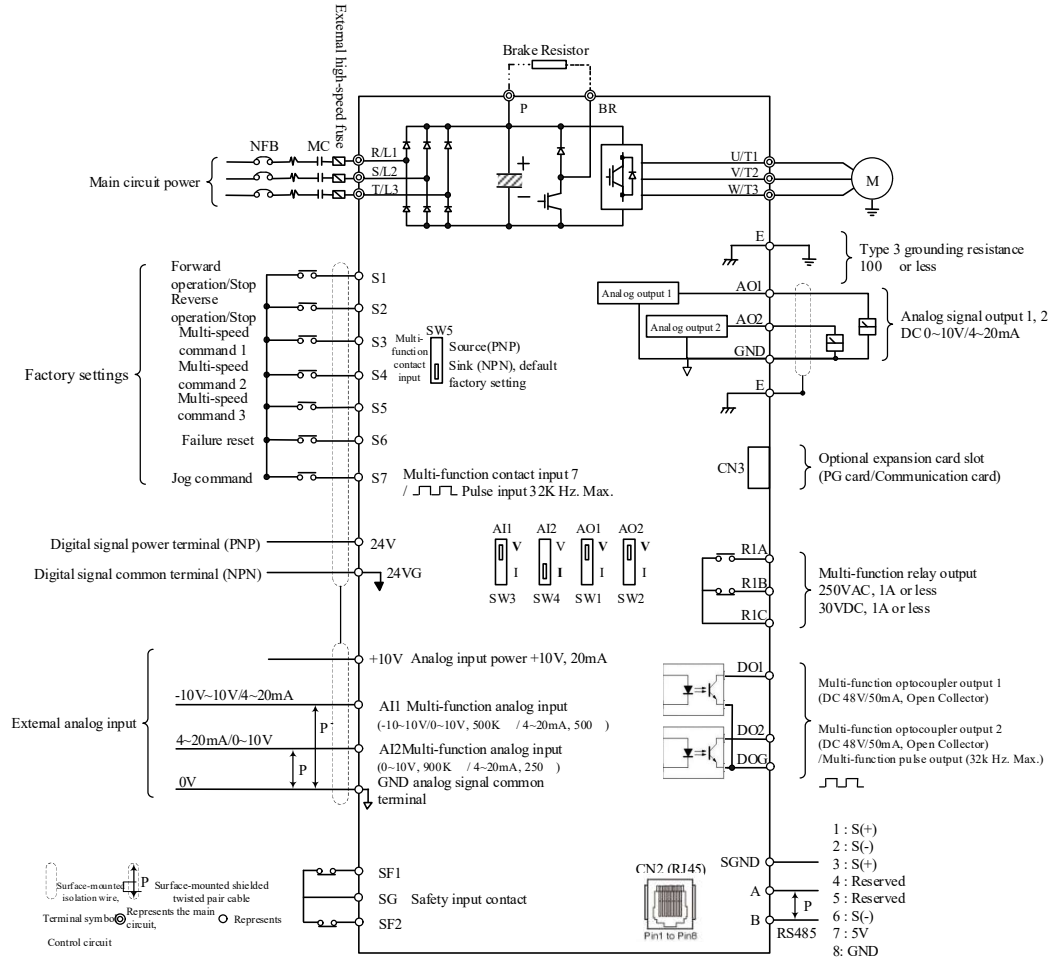 External high-speed fuse
Brake Resistor
P
BR
NFB
MC
R/L1
S/L2
T/L3
Main circuit power
+
−
U/T1
V/T2
W/T3
M
E
Type 3 grounding resistance
100 or less
Forward
operation/Stop
Reverse
operation/Stop
Multi-speed
command 1
Multi-speed
command 2
Multi-speed
command 3
Failure reset
Jog command
Factory settings
S1
S2
S3
S4
S5
S6
S7
Multi-
function
contact
input
SW5
Source(PNP)
Sink (NPN), default
factory setting
Multi-function contact input 7
/ Pulse input 32K Hz. Max.
Analog output 1
Analog output 2
AO1
AO2
GND
E
Analog signal output 1, 2
DC 0~10V/4~20mA
CN3
Optional expansion card slot
(PG card/Communication card)
Digital signal power terminal (PNP)
24V
Digital signal common terminal (NPN)
24VG
AI1 AI2 AO1 AO2
V V V V
I I I I
SW3 SW4 SW1 SW2
R1A
R1B
R1C
Multi-function relay output
250VAC, 1A or less
30VDC, 1A or less
+10V Analog input power +10V, 20mA
-10V~10V/4~20mA
AI1 Multi-function analog input
(-10~10V/0~10V, 500K / 4~20mA, 500 )
External analog input
P
4~20mA/0~10V
AI2Multi-function analog input
(0~10V, 900K / 4~20mA, 250 )
P
0V
GND analog signal common
terminal
DO1
DO2
DOG
Multi-function optocoupler output 1
(DC 48V/50mA, Open Collector)
Multi-function optocoupler output 2
(DC 48V/50mA, Open Collector)
/Multi-function pulse output (32k Hz. Max.)
SF1
SG Safety input contact
SF2
CN2 (RJ45)
Pin1 to Pin8
SGND
A
B
P
RS485
1 : S(+)
2 : S(-)
3 : S(+)
4 : Reserved
5 : Reserved
6 : S(-)
7 : 5V
8: GND
Surface-mounted
isolation wire,
P
Surface-mounted shielded
twisted pair cable
Terminal symbol
Represents the main
circuit,
Represents
Control circuit